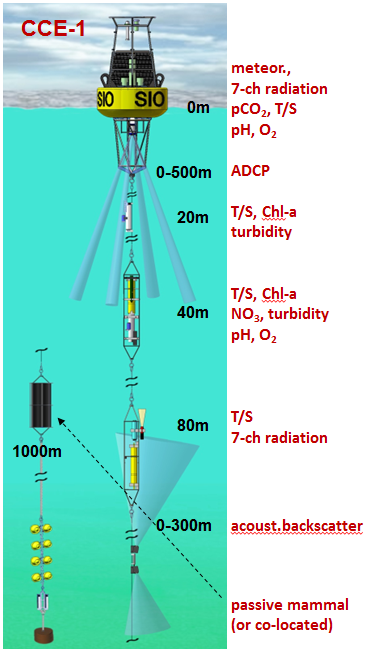 CCE-1
SIO SIO
meteor.,
7-ch radiation
0m pCO₂, T/S
pH, O₂
0-500m ADCP
20m T/S, Chl-a
turbidity
T/S, Chl-a
40m NO₃, turbidity
pH, O₂
80m T/S
7-ch radiation
1000m
0-300m acoust.backscatter
passive mammal
(or co-located)